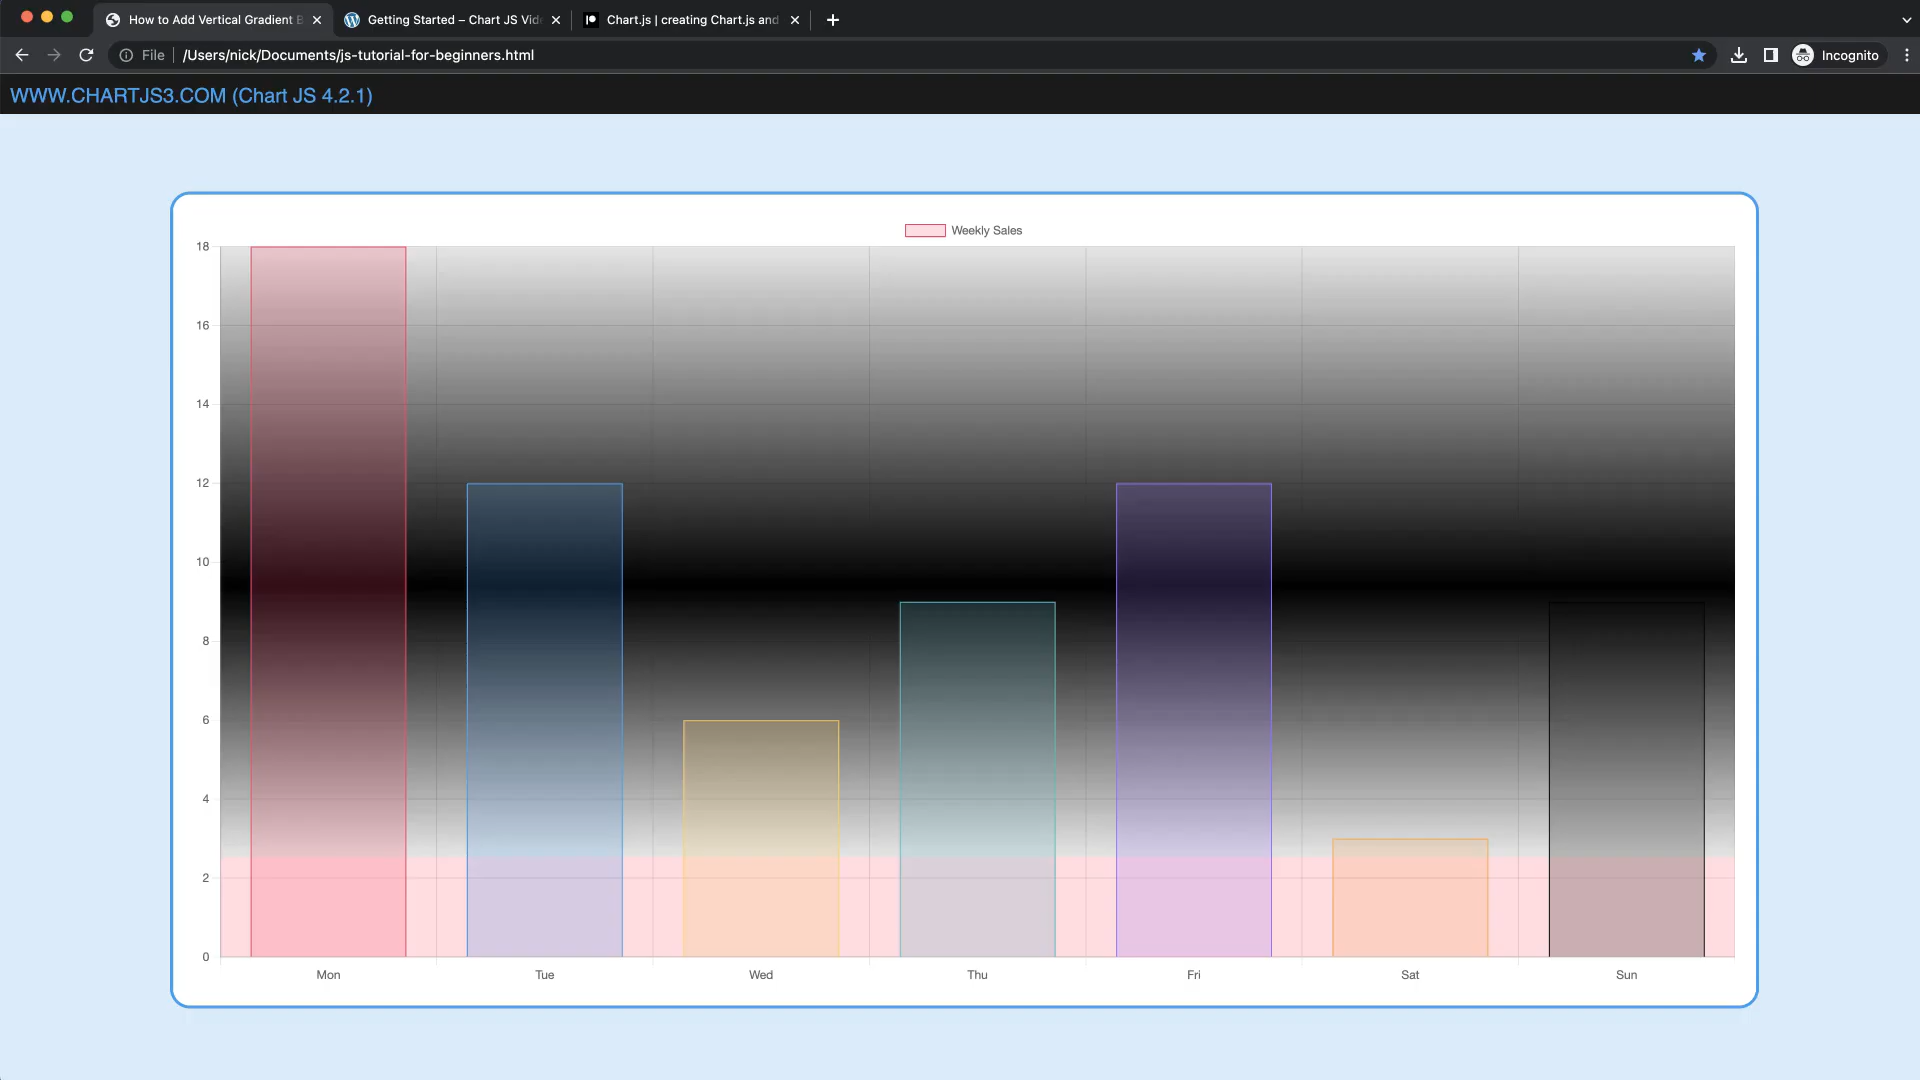 How to Add Vertical Gradient B
Getting Started – Chart JS Vide
Chart.js | creating Chart.js and
File
/Users/nick/Documents/js-tutorial-for-beginners.html
Incognito
WWW.CHARTJS3.COM (Chart JS 4.2.1)
Weekly Sales
18
16
14
12
10
8
6
4
2
0
Mon Tue Wed Thu Fri Sat Sun